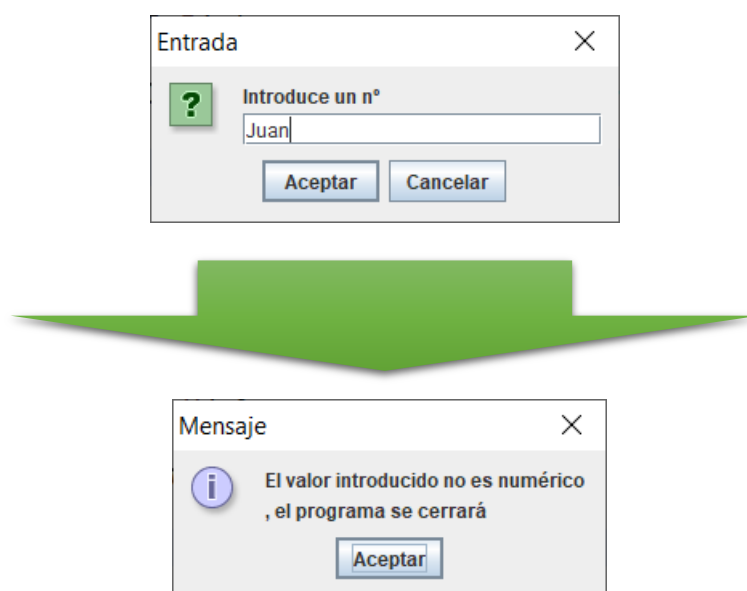 Entrada
?
Introduce un nº
Juan
Aceptar Cancelar
Mensaje
i
El valor introducido no es numérico
, el programa se cerrará
Aceptar